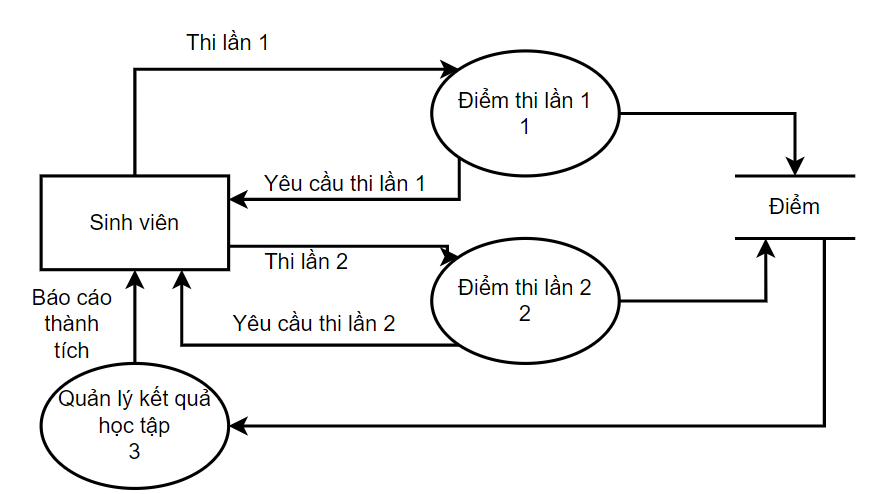 Thi lần 1
Điểm thi lần 1
1
Yêu cầu thi lần 1
Điểm
Sinh viên
Thi lần 2
Điểm thi lần 2
2
Báo cáo
thành
tích
Yêu cầu thi lần 2
Quản lý kết quả
học tập
3